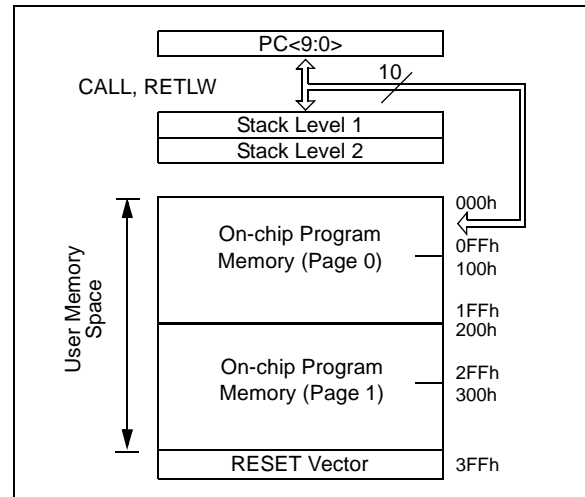 PC<9:0>
10
CALL, RETLW
Stack Level 1
Stack Level 2
User Memory
Space
000h
On-chip Program
Memory (Page 0)
0FFh
100h
1FFh
200h
On-chip Program
Memory (Page 1)
2FFh
300h
RESET Vector
3FFh